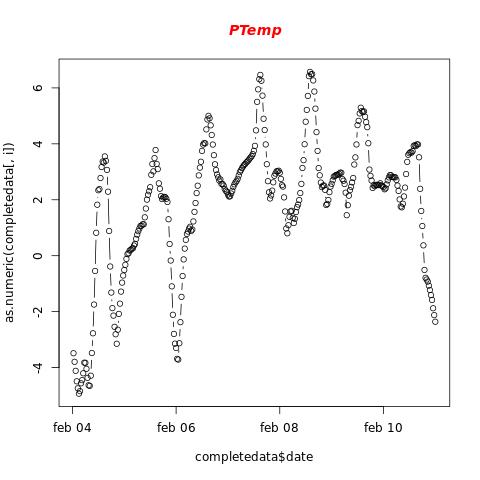 PTemp
as.numeric(completedata[, i])
6
4
2
0
-2
-4
feb 04
feb 06
feb 08
feb 10
completedata$date